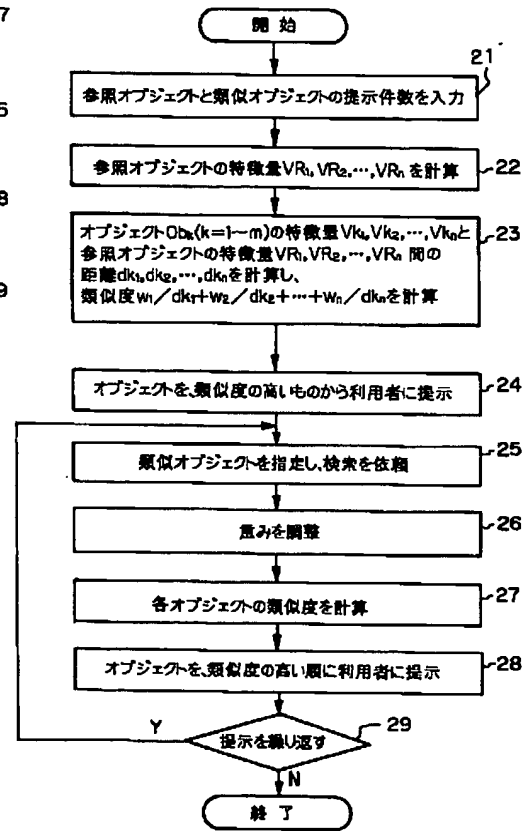 開始
21
参照オブジェクトと類似オブジェクトの提示件数を入力
参照オブジェクトの特徴量VR₁,VR₂,…,VRₙを計算
22
オブジェクトObₖ(k=1~m)の特徴量Vk₁,Vk₂,…,Vkₙと
23
参照オブジェクトの特徴量VR₁,VR₂,…,VRₙ間の
距離dk₁,dk₂,…,dkₙを計算し、
類似度w₁/dk₁+w₂/dk₂+…+wₙ/dkₙを計算
オブジェクトを、類似度の高いものから利用者に提示
24
類似オブジェクトを指定し、検索を依頼
25
重みを調整
26
各オブジェクトの類似度を計算
27
オブジェクトを、類似度の高い順に利用者に提示
28
Y
提示を繰り返す
29
N
終了